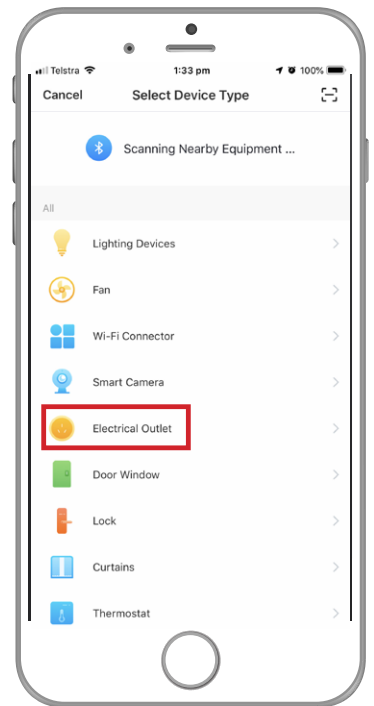 Telstra 1:33 pm 100%
Cancel Select Device Type
Scanning Nearby Equipment ...
All
Lighting Devices
Fan
Wi-Fi Connector
Smart Camera
Electrical Outlet
Door Window
Lock
Curtains
Thermostat